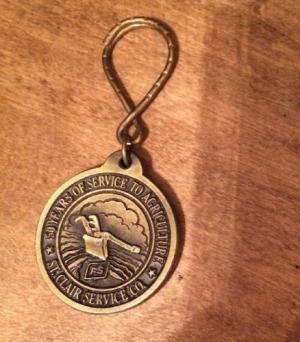 50 YEARS OF SERVICE TO AGRICULTURE
FS
ST. CLAIR SERVICE CO.